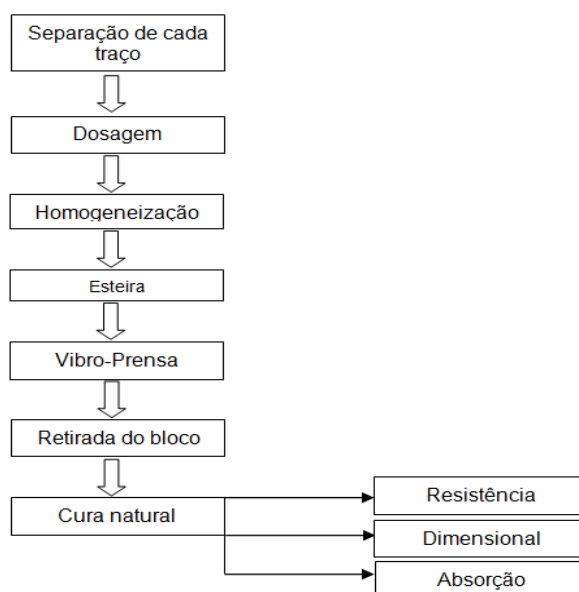 Separação de cada
traço
Dosagem
Homogeneização
Esteira
Vibro-Prensa
Retirada do bloco
Cura natural
Resistência
Dimensional
Absorção